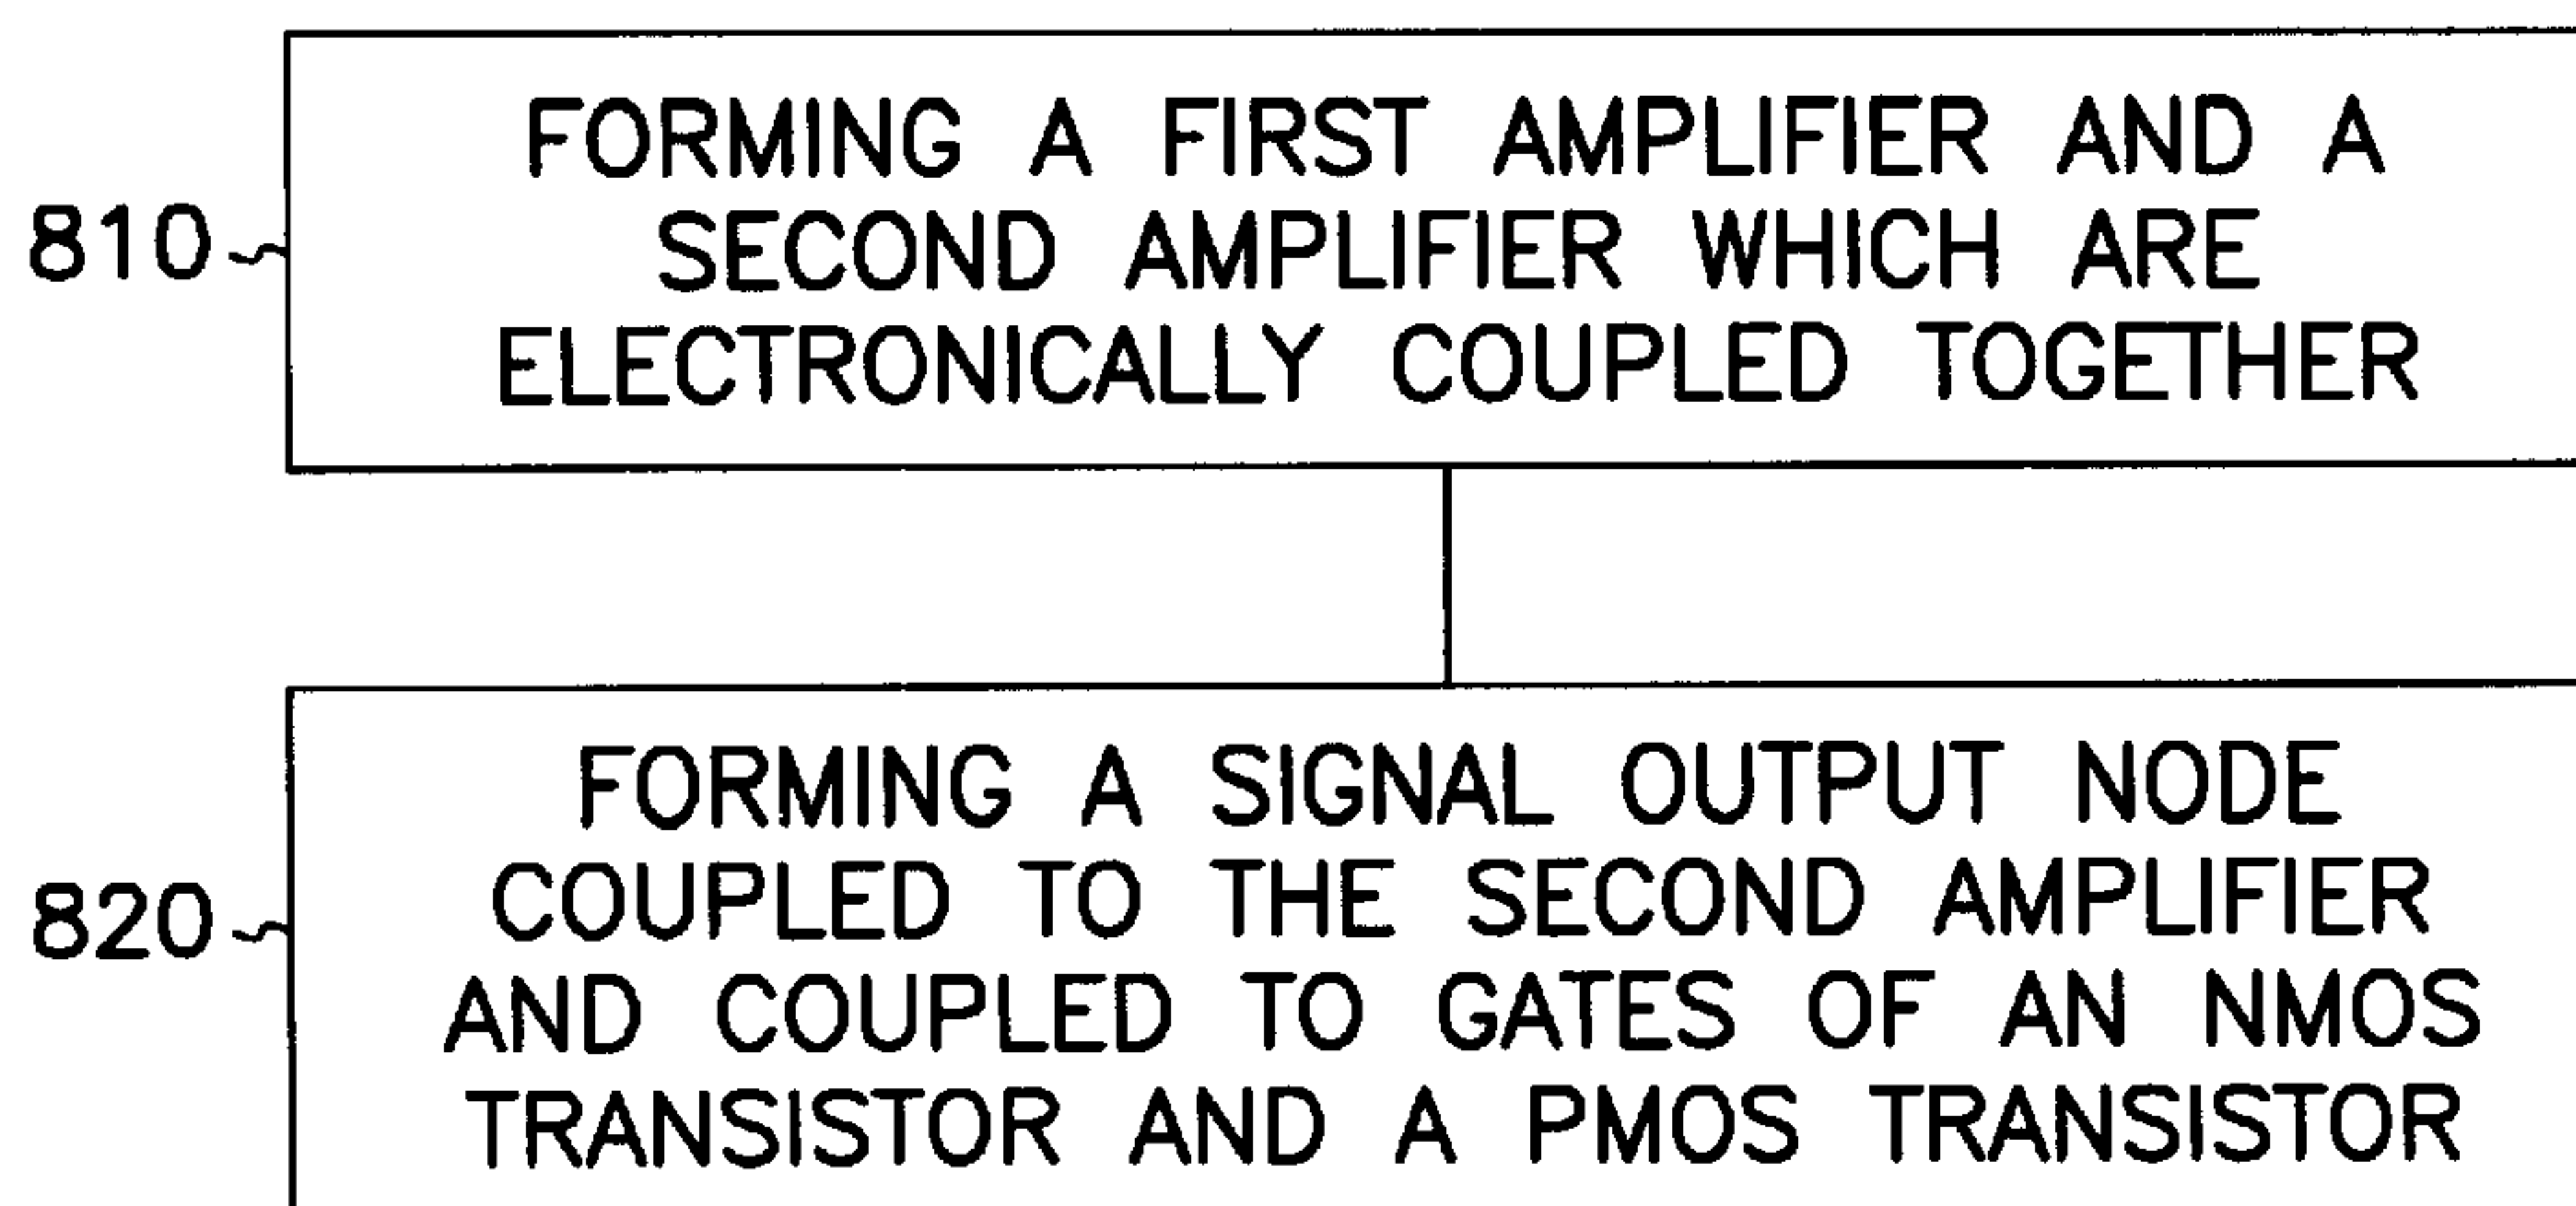 FORMING A FIRST AMPLIFIER AND A
810 SECOND AMPLIFIER WHICH ARE
ELECTRONICALLY COUPLED TOGETHER
FORMING A SIGNAL OUTPUT NODE
820 COUPLED TO THE SECOND AMPLIFIER
AND COUPLED TO GATES OF AN NMOS
TRANSISTOR AND A PMOS TRANSISTOR